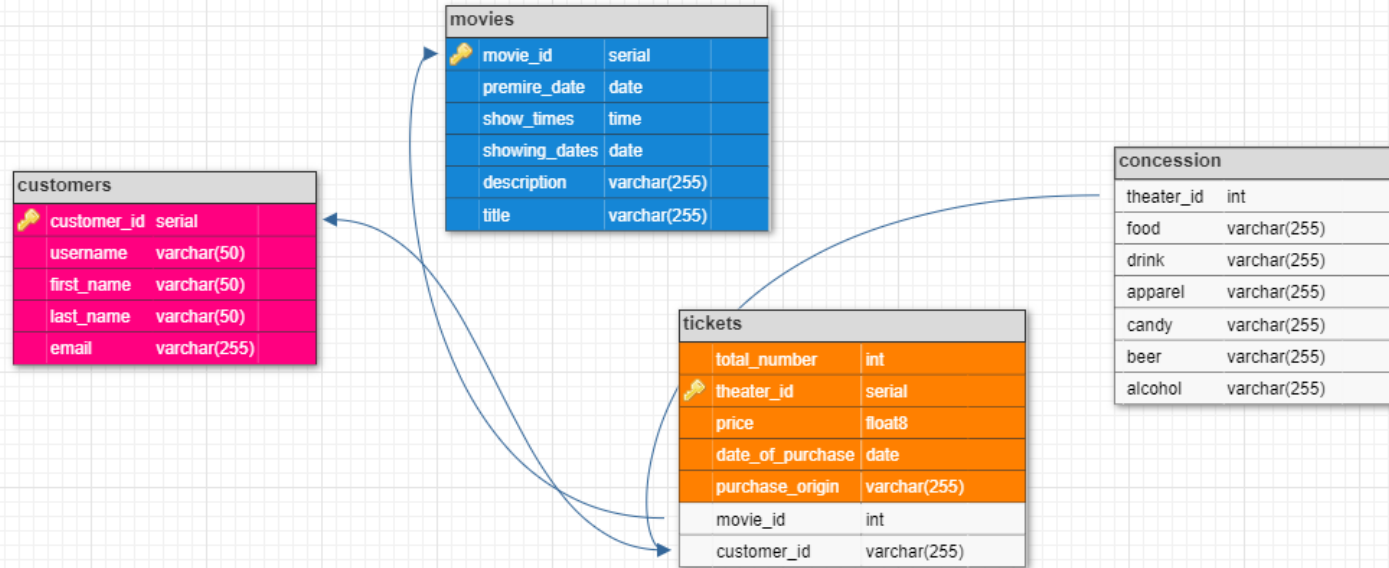 movies
movie_id serial
premire_date date
show_times time
showing_dates date
description varchar(255)
title varchar(255)
customers
customer_id serial
username varchar(50)
first_name varchar(50)
last_name varchar(50)
email varchar(255)
concession
theater_id int
food varchar(255)
drink varchar(255)
apparel varchar(255)
candy varchar(255)
beer varchar(255)
alcohol varchar(255)
tickets
total_number int
theater_id serial
price float8
date_of_purchase date
purchase_origin varchar(255)
movie_id int
customer_id varchar(255)